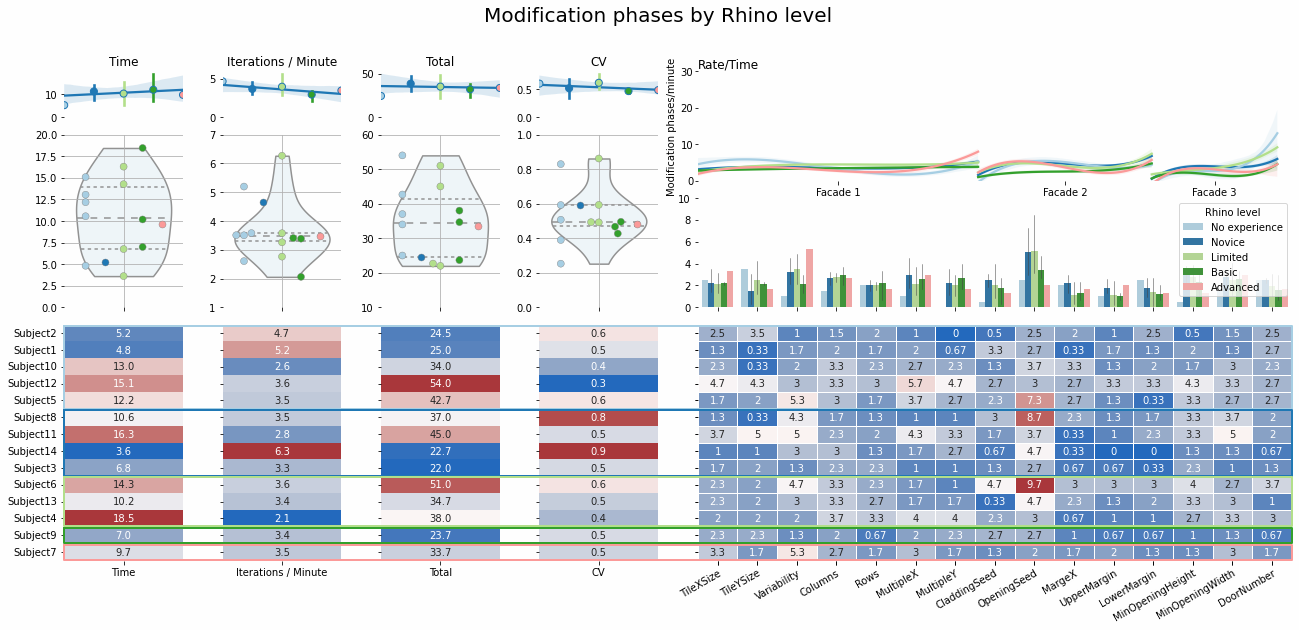 Modification phases by Rhino level
Time
Iterations / Minute
Total
CV
Rate/Time
10
0
5
0
50
0
0.5
0.0
Modification phases/minute
30
20
10
0
Facade 1
Facade 2
Facade 3
20.0
17.5
15.0
12.5
10.0
7.5
5.0
2.5
0.0
7
6
5
4
3
2
1
60
50
40
30
20
10
1.0
0.8
0.6
0.4
0.2
0.0
10
8
6
4
2
0
Rhino level
No experience
Novice
Limited
Basic
Advanced
Subject2 5.2 4.7 24.5 0.6 2.5 3.5 1 1.5 2 1 0 0.5 2.5 2 1 2.5 0.5 1.5 2.5
Subject1 4.8 5.2 25.0 0.5 1.3 0.33 1.7 2 1.7 2 0.67 3.3 2.7 0.33 1.7 1.3 2 1.3 2.7
Subject10 13.0 2.6 34.0 0.4 2.3 0.33 2 3.3 2.3 2.7 2.3 1.3 3.7 3.3 1.3 2 1.7 3 2.3
Subject12 15.1 3.6 54.0 0.3 4.7 4.3 3 3.3 3 5.7 4.7 2.7 3 2.7 3.3 3.3 4.3 3.3 2.7
Subject5 12.2 3.5 42.7 0.6 1.7 2 5.3 3 1.7 3.7 2.7 2.3 7.3 2.7 1.3 0.33 3.3 2.7 2.7
Subject8 10.6 3.5 37.0 0.8 1.3 0.33 4.3 1.7 1.3 1 1 3 8.7 2.3 1.3 1.7 3.3 3.7 2
Subject11 16.3 2.8 45.0 0.5 3.7 5 5 2.3 2 4.3 3.3 1.7 3.7 0.33 1 2.3 3.3 5 2
Subject14 3.6 6.3 22.7 0.9 1.7 1 3 3 1.3 1.7 2.7 0.67 4.7 0.67 0 0 1.3 1.3 0.67
Subject3 6.8 3.3 22.0 0.5 1.7 2 1.3 2.3 2.3 1 1 1.3 2.7 0.67 0.67 0.33 2.3 1 1.3
Subject6 14.3 3.6 51.0 0.6 2.3 2 4.7 3.3 2.3 1.7 1 4.7 9.7 3 3 3 4 2.7 3.7
Subject13 10.2 3.4 34.7 0.5 2.3 2 3 3.3 2.7 1.7 1.7 0.33 4.7 2.3 1.3 2 3.3 3 1
Subject4 18.5 2.1 38.0 0.4 2 2 2 3.7 3.3 4 4 2.3 3 0.67 1 1 2.7 3.3 3
Subject9 7.0 3.4 23.7 0.5 2.3 2.3 1.3 2 0.67 2 2.3 2.7 2.7 1 0.67 0.67 1 1.3 0.67
Subject7 9.7 3.5 33.7 0.5 3.3 1.7 5.3 2.7 1.7 3 1.7 1.3 2 1.7 2 1.3 1.3 3 1.7
Time
Iterations / Minute
Total
CV
TileXSize
TileYSize
Variability
Columns
Rows
MultipleX
MultipleY
CladdingSeed
OpeningSeed
MargeX
UpperMargin
LowerMargin
MinOpeningHeight
MinOpeningWidth
DoorNumber